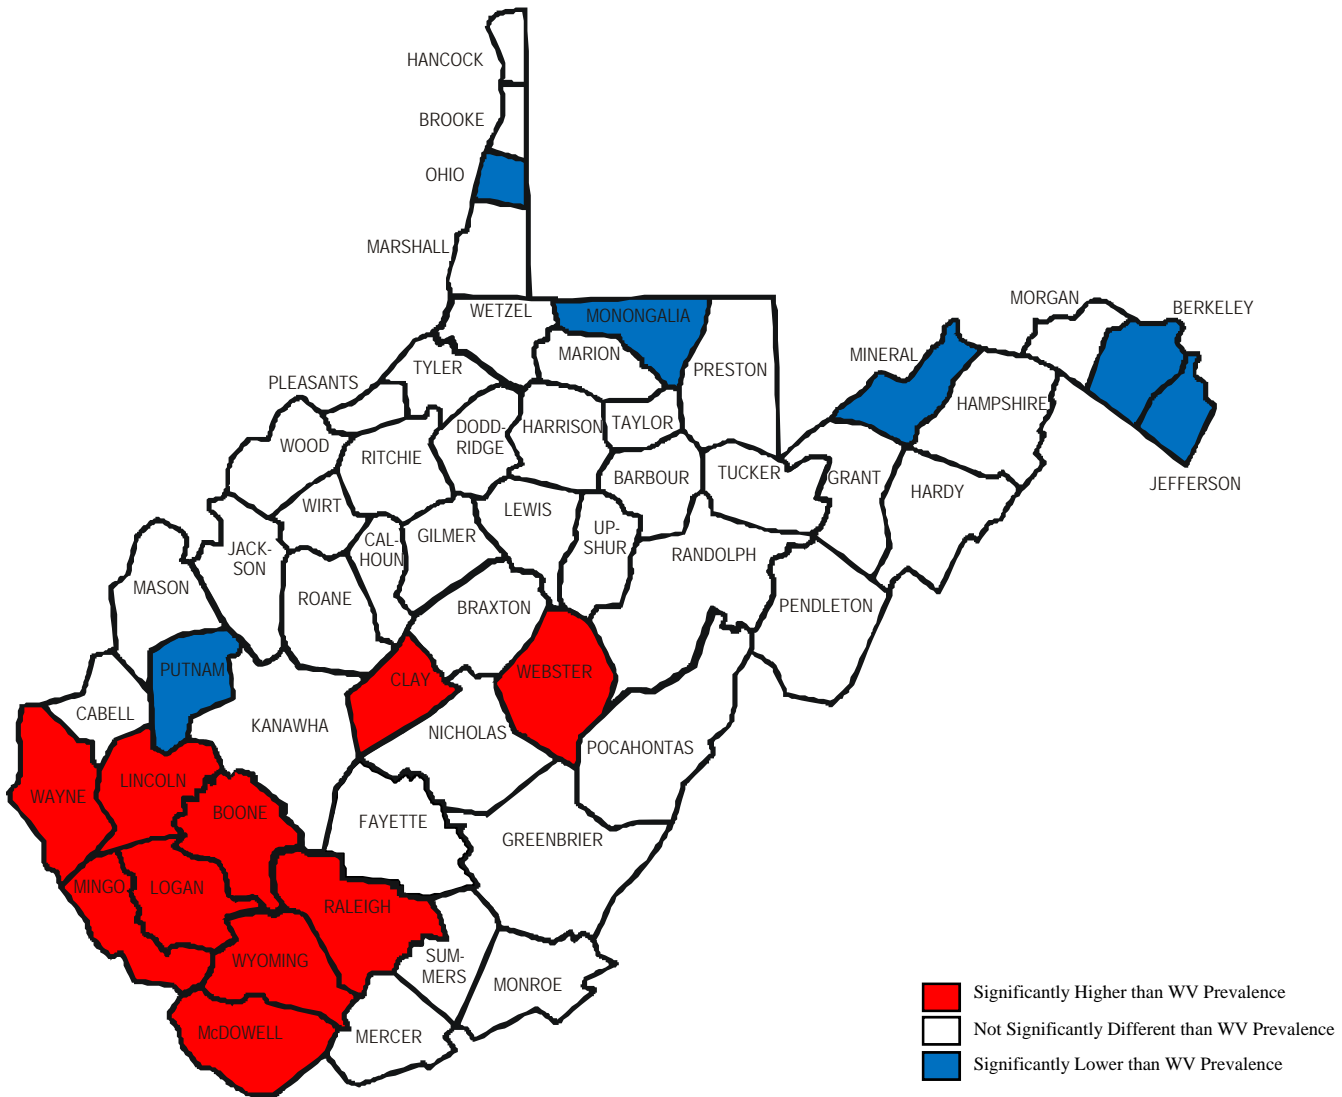 HANCOCK
BROOKE
OHIO
MARSHALL
WETZEL
MONONGALIA
MORGAN
BERKELEY
MARION
MINERAL
TYLER
PRESTON
PLEASANTS
HAMPSHIRE
WOOD
DODD-
RIDGE
HARRISON
TAYLOR
RITCHIE
BARBOUR
TUCKER
GRANT
HARDY
JEFFERSON
WIRT
LEWIS
JACK-
SON
CAL-
HOUN
GILMER
UP-
SHUR
RANDOLPH
MASON
ROANE
BRAXTON
PENDLETON
PUTNAM
CLAY
WEBSTER
CABELL
KANAWHA
NICHOLAS
POCAHONTAS
WAYNE
LINCOLN
BOONE
FAYETTE
GREENBRIER
MINGO
LOGAN
RALEIGH
WYOMING
SUM-
MERS
MONROE
McDOWELL
MERCER
Significantly Higher than WV Prevalence
Not Significantly Different than WV Prevalence
Significantly Lower than WV Prevalence